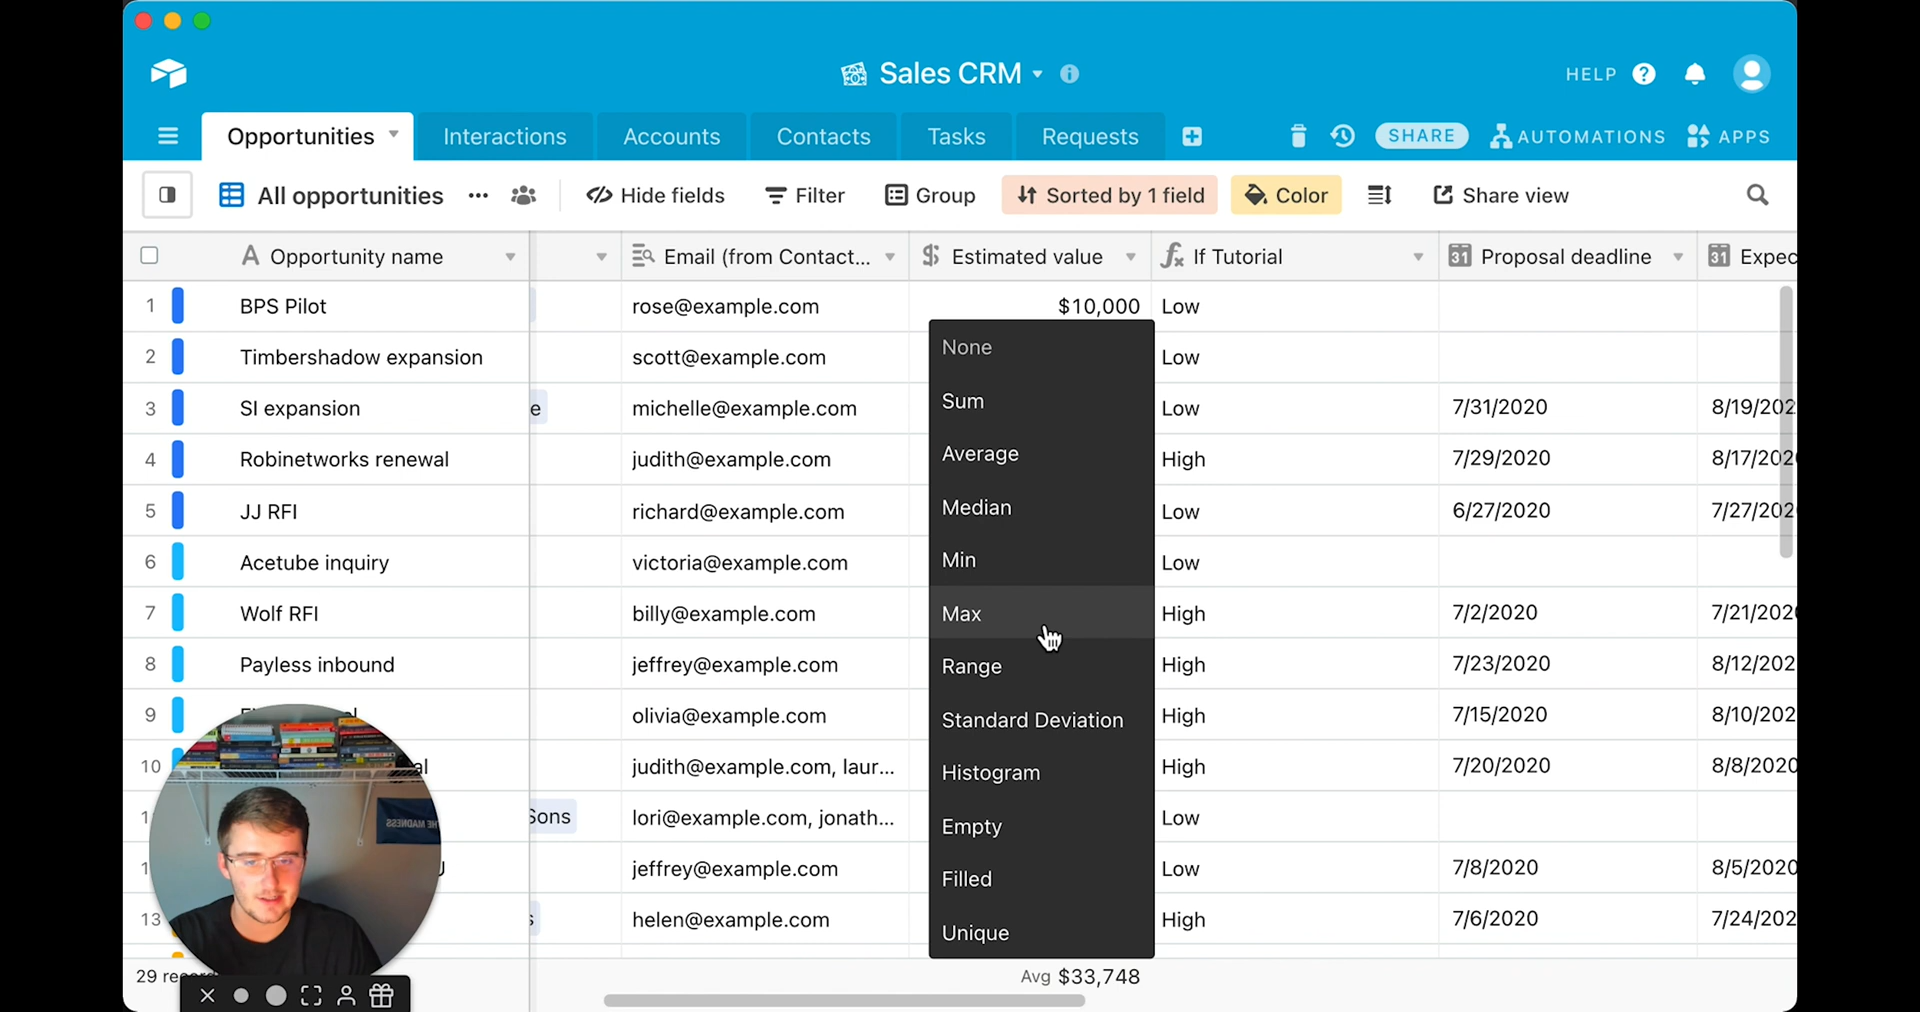 Sales CRM
HELP
Opportunities
Interactions
Accounts
Contacts
Tasks
Requests
SHARE
AUTOMATIONS
APPS
All opportunities
Hide fields
Filter
Group
Sorted by 1 field
Color
Share view
Opportunity name
Email (from Contact...
Estimated value
If Tutorial
31 Proposal deadline
31 Expec
1 BPS Pilot rose@example.com $10,000 Low
2 Timbershadow expansion scott@example.com Low
3 SI expansion e michelle@example.com Low 7/31/2020 8/19/202
4 Robinetworks renewal judith@example.com High 7/29/2020 8/17/202
5 JJ RFI richard@example.com Low 6/27/2020 7/27/202
6 Acetube inquiry victoria@example.com Low
7 Wolf RFI billy@example.com High 7/2/2020 7/21/202
8 Payless inbound jeffrey@example.com High 7/23/2020 8/12/202
9 olivia@example.com High 7/15/2020 8/10/202
10 al judith@example.com, laur... High 7/20/2020 8/8/2020
Sons lori@example.com, jonath... Low
jeffrey@example.com Low 7/8/2020 8/5/2020
13 s helen@example.com High 7/6/2020 7/24/202
None
Sum
Average
Median
Min
Max
Range
Standard Deviation
Histogram
Empty
Filled
Unique
29 recor
Avg $33,748
THE MADNESS